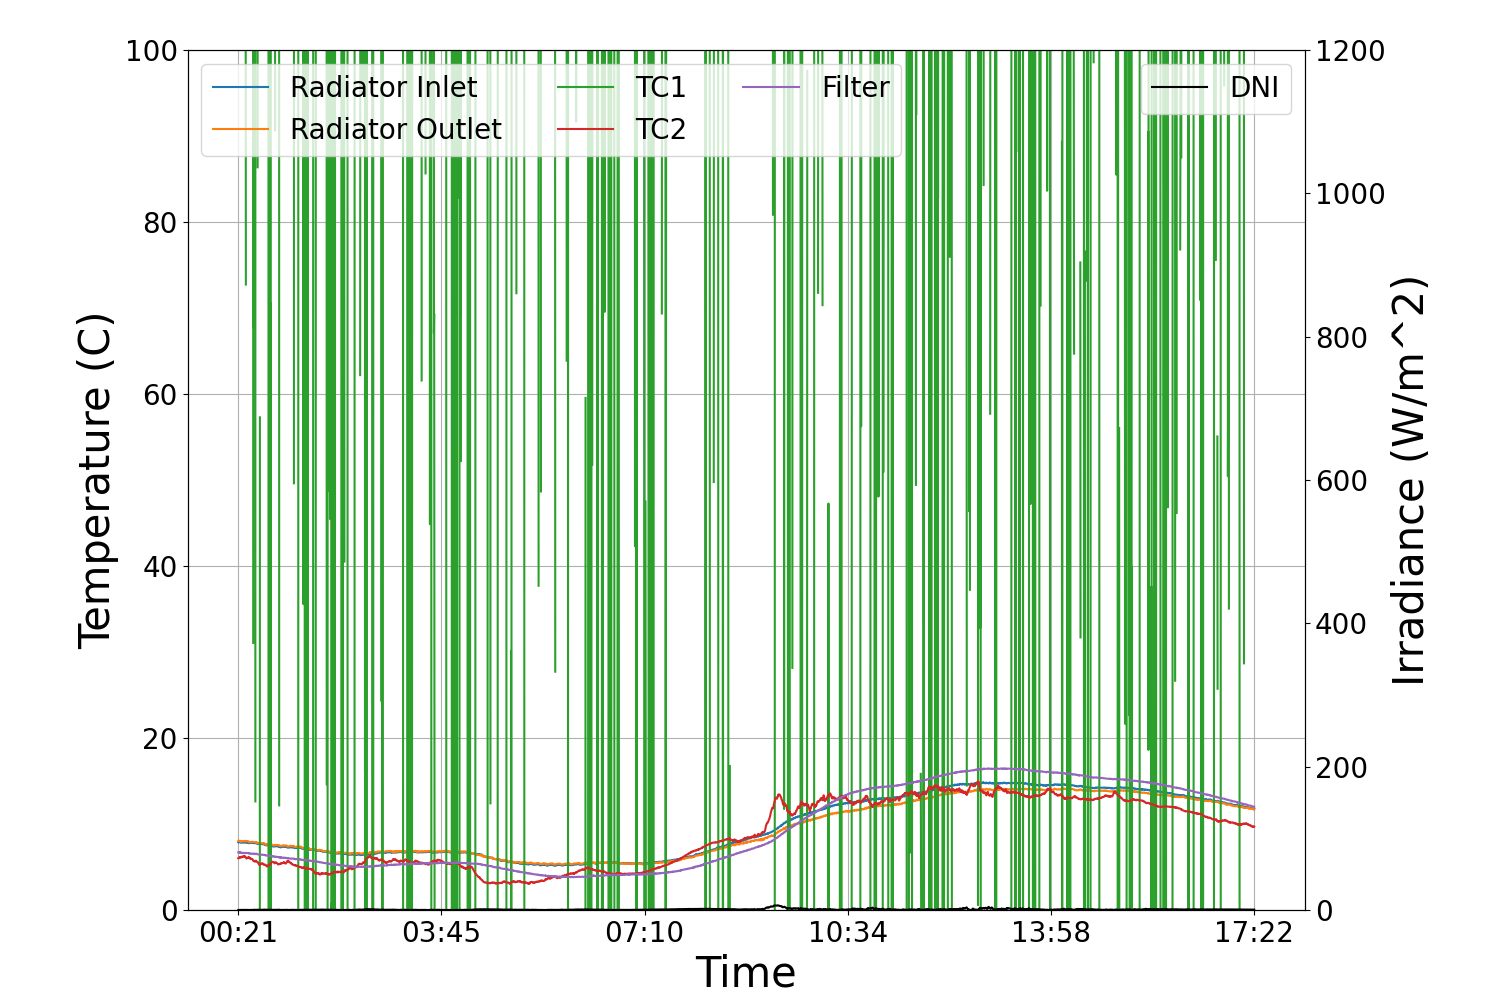 100
80
60
40
20
0
Temperature (C)
Radiator Inlet
Radiator Outlet
TC1
TC2
Filter
DNI
1200
1000
800
600
400
200
0
Irradiance (W/m^2)
00:21 03:45 07:10 10:34 13:58 17:22
Time